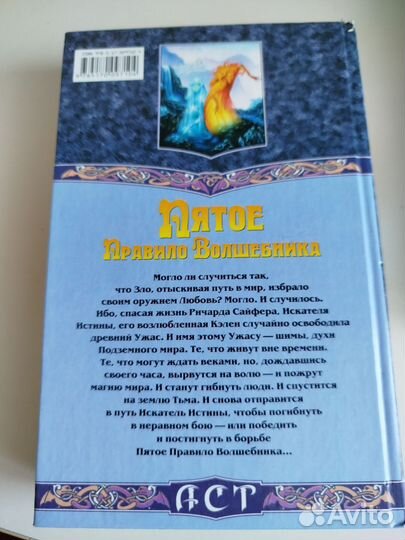 Пятое
Правило Волшебника
Могло ли случиться так,
что Зло, отыскивая путь в мир, избрало
своим оружием Любовь? Могло. И случилось.
Ибо, спасая жизнь Ричарда Сайфера, Искателя
Истины, его возлюбленная Кэлен случайно освободила
древний Ужас. И имя этому Ужасу — шимы, духи
Подземного мира. Те, что живут вне времени.
Те, что могут ждать веками, но, дождавшись
своего часа, вырвутся на волю — и пожрут
магию мира. И станут гибнуть люди. И спустится
на землю Тьма. И снова отправится
в путь Искатель Истины, чтобы погибнуть
в неравном бою — или победить
и постигнуть в борьбе
Пятое Правило Волшебника...
АСТ
Avito